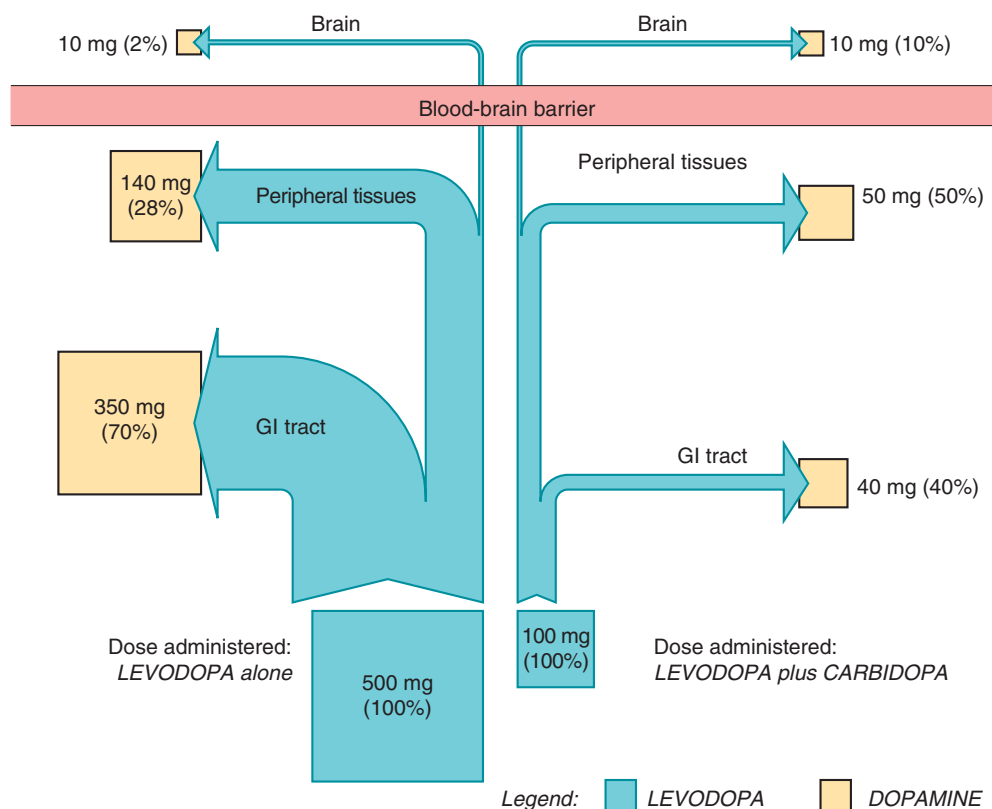 Brain
Brain
10 mg (2%)
10 mg (10%)
Blood-brain barrier
140 mg
(28%)
Peripheral tissues
Peripheral tissues
50 mg (50%)
350 mg
(70%)
GI tract
GI tract
40 mg (40%)
Dose administered:
LEVODOPA alone
500 mg
(100%)
100 mg
(100%)
Dose administered:
LEVODOPA plus CARBIDOPA
Legend: LEVODOPA DOPAMINE